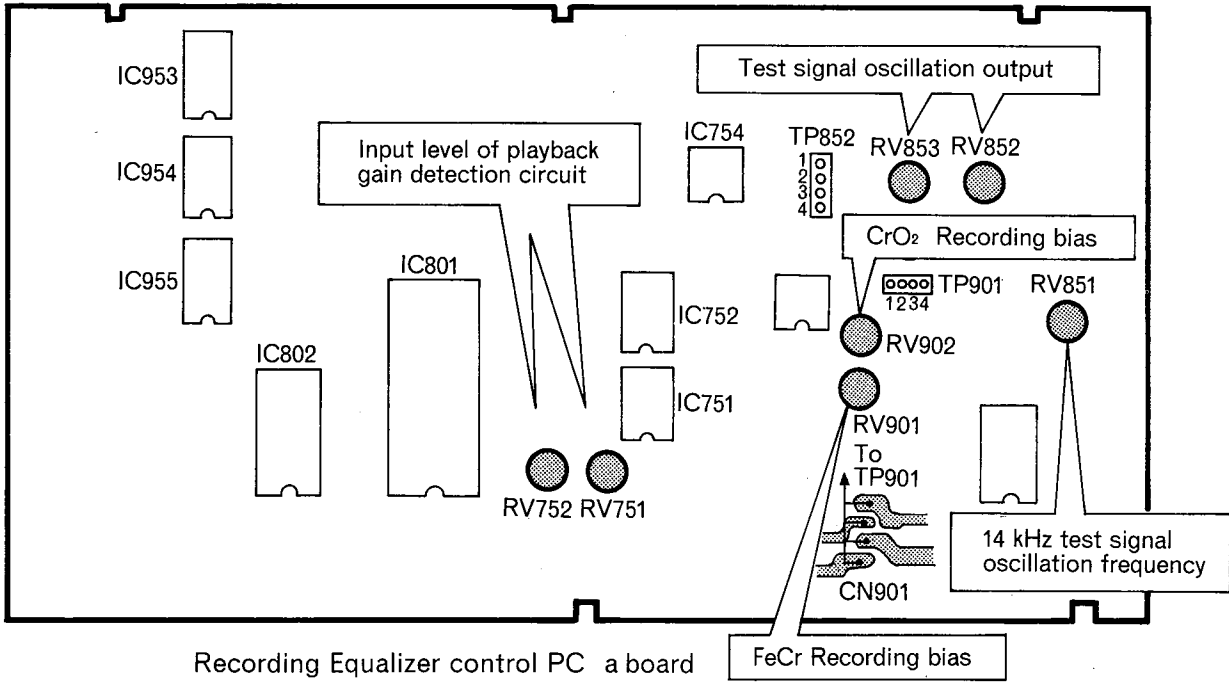 IC953
Test signal oscillation output
IC754
TP852
RV853 RV852
Input level of playback
gain detection circuit
1
2
3
4
IC954
CrO₂ Recording bias
IC955
IC801
TP901
RV851
1234
IC752
RV902
IC802
IC751
RV901
To
TP901
RV752 RV751
14 kHz test signal
oscillation frequency
CN901
Recording Equalizer control PC a board
FeCr Recording bias